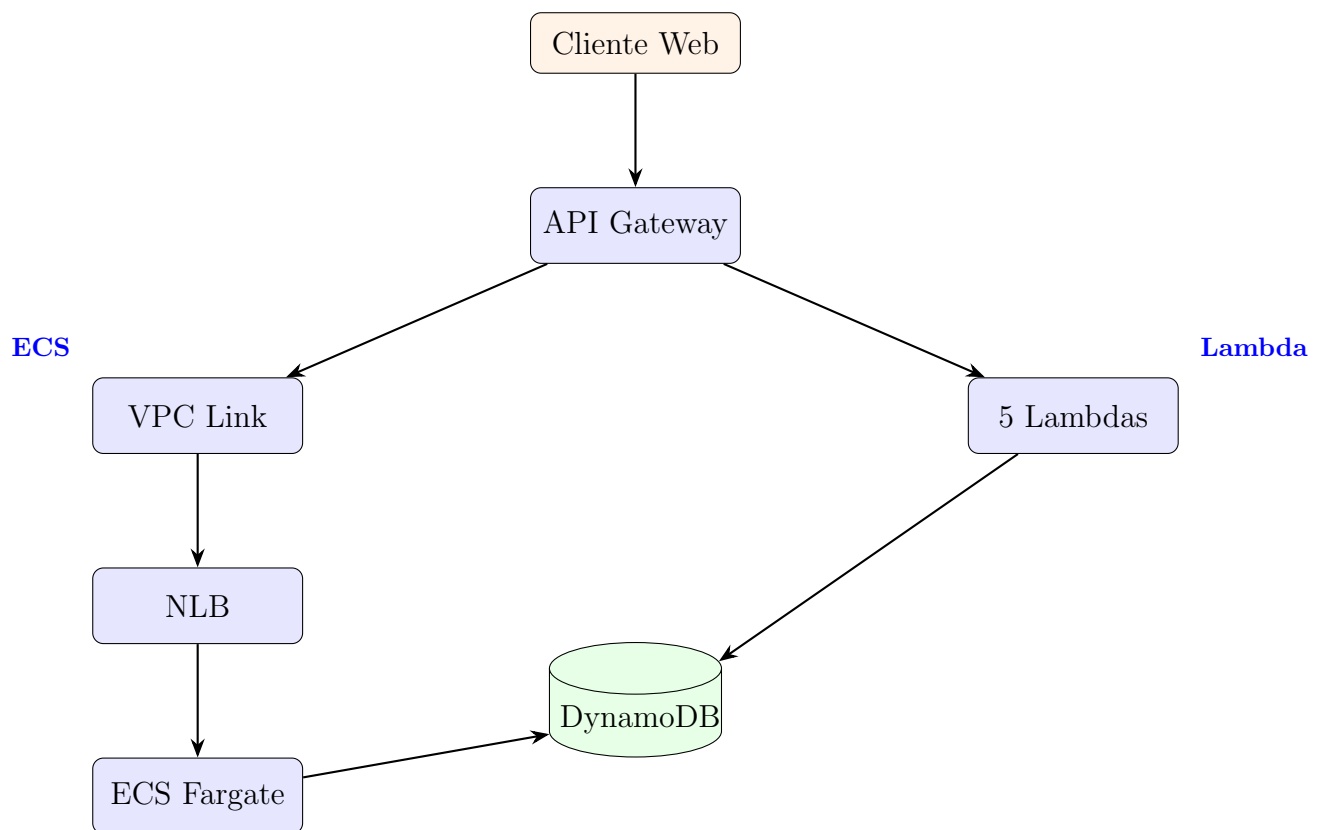 Cliente Web
API Gateway
ECS
Lambda
VPC Link
5 Lambdas
NLB
DynamoDB
ECS Fargate